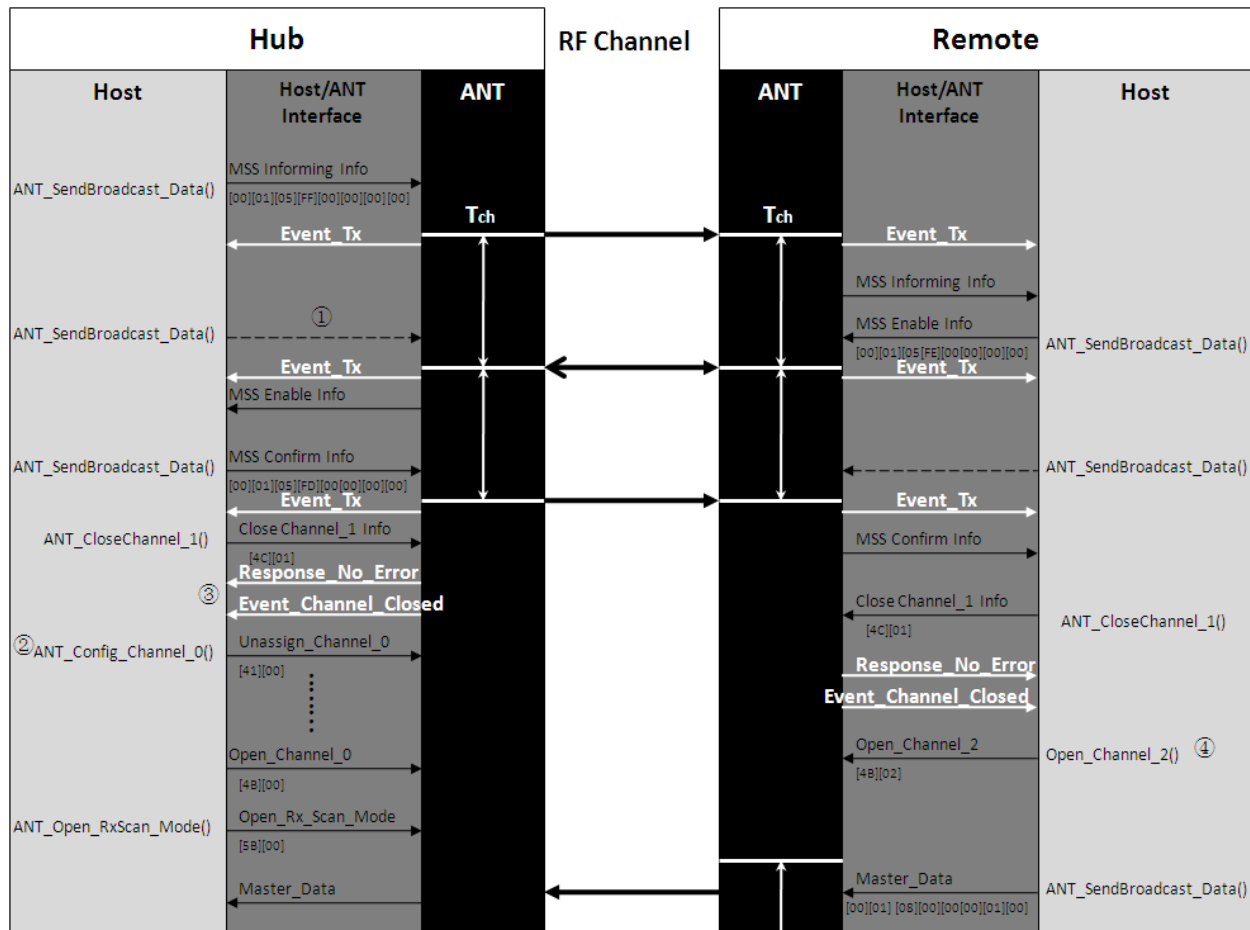 Hub
RF Channel
Remote
Host
Host/ANT
Interface
ANT
ANT
Host/ANT
Interface
Host
MSS Informing Info
ANT_SendBroadcast_Data()
[00][01][05][FF][00][00][00][00]
Tch
Tch
Event_Tx
Event_Tx
MSS Informing Info
①
ANT_SendBroadcast_Data()
MSS Enable Info
ANT_SendBroadcast_Data()
[00][01][05[FE][00[00][00][00]
Event_Tx
Event_Tx
MSS Enable Info
MSS Confirm Info
ANT_SendBroadcast_Data()
ANT_SendBroadcast_Data()
[00][01][05][FD][00[00][00][00]
Event_Tx
Event_Tx
Close Channel_1 Info
ANT_CloseChannel_1()
MSS Confirm Info
[4C][01]
Response_No_Error
③
Event_Channel_Closed
Close Channel_1 Info
ANT_CloseChannel_1()
[4C][01]
②ANT_Config_Channel_0()
Unassign_Channel_0
[41][00]
Response_No_Error
Event_Channel_Closed
Open_Channel_0
[4B][00]
Open_Channel_2
Open_Channel_2() ④
[4B][02]
ANT_Open_RxScan_Mode()
Open_Rx_Scan_Mode
[5B][00]
Master_Data
Master_Data
ANT_SendBroadcast_Data()
[00][01] [0B][00][00[00][01][00]